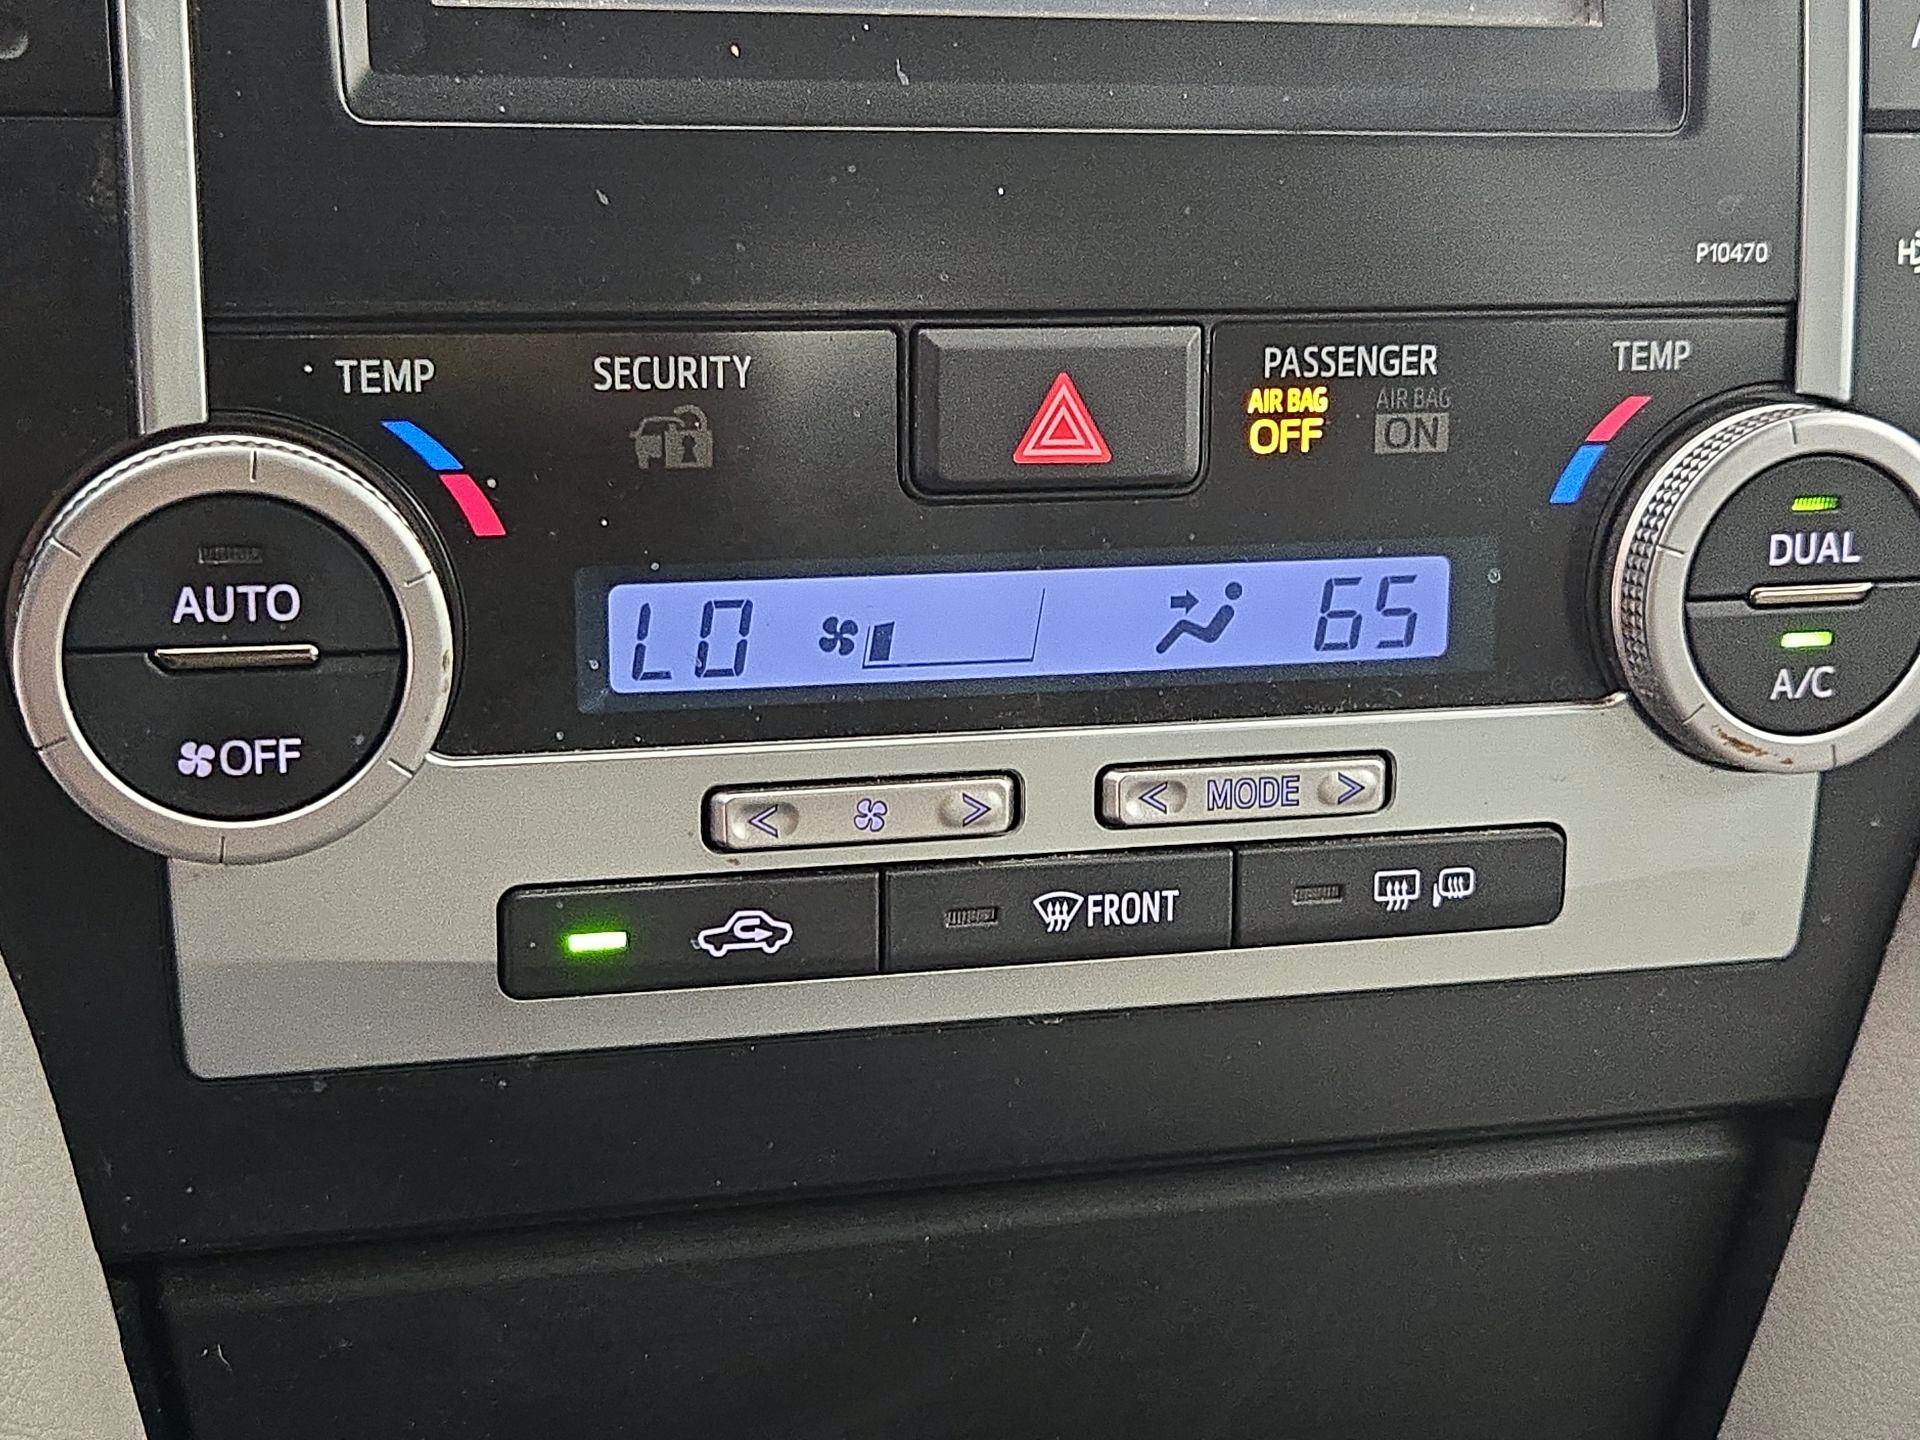 P10470
TEMP
SECURITY
PASSENGER
TEMP
AIR BAG
OFF
AIR BAG
ON
AUTO
OFF
LO
65
DUAL
A/C
< >
< MODE >
FRONT